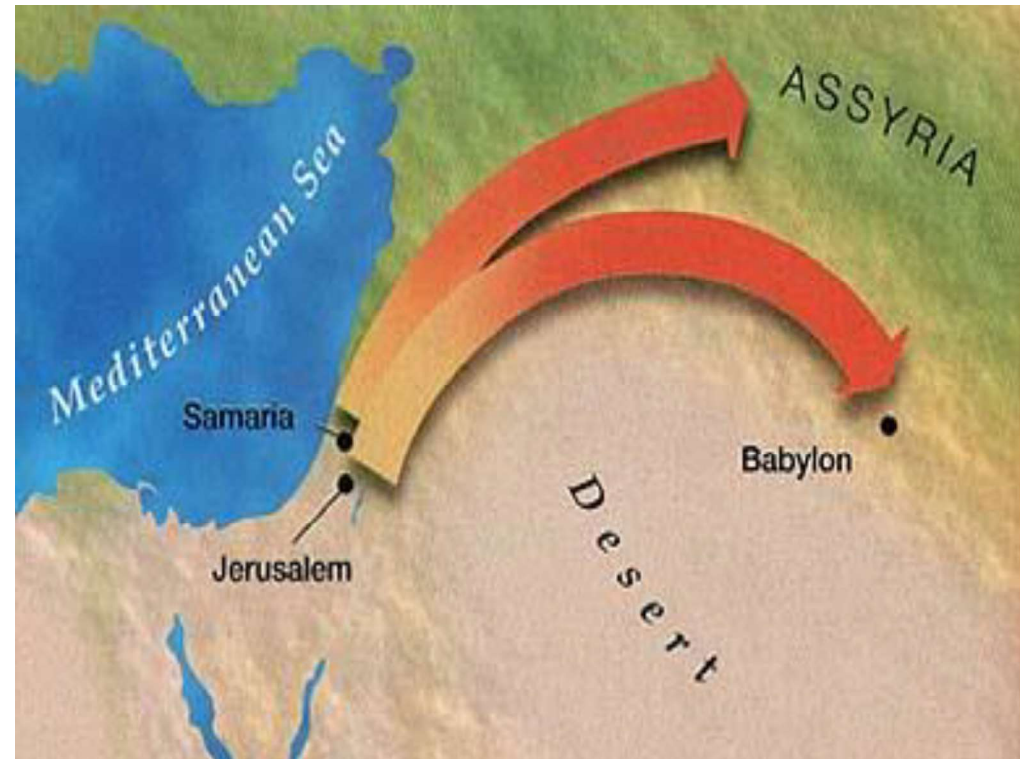 ASSYRIA
Mediterranean Sea
Samaria
Babylon
Desert
Jerusalem